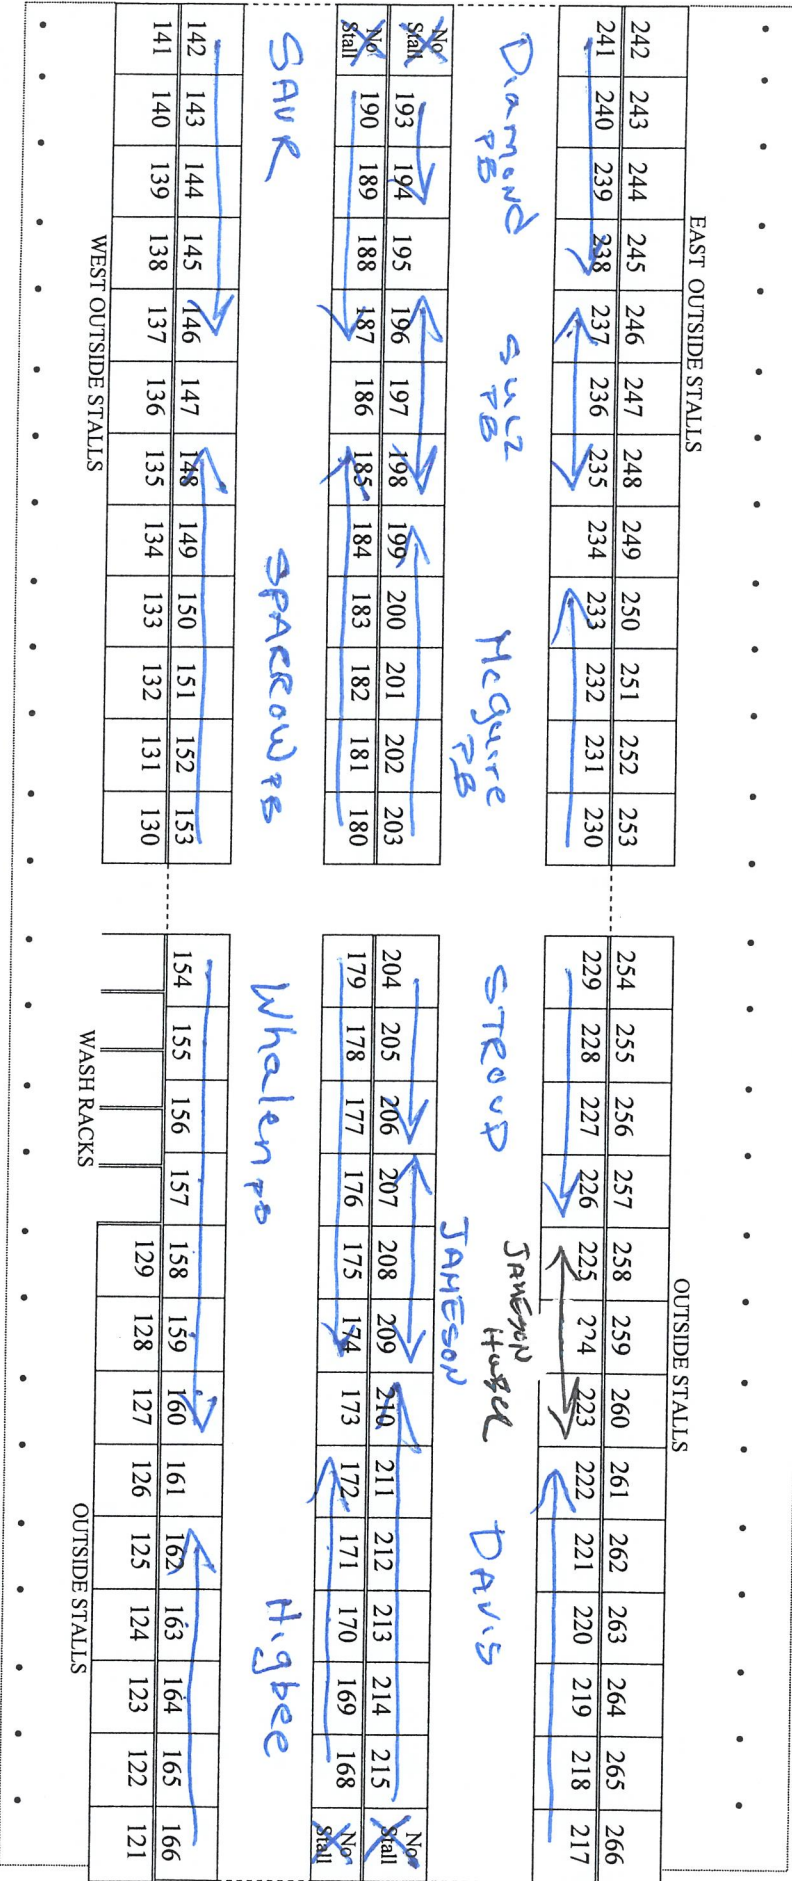 EAST OUTSIDE STALLS
242 243 244 245 246 247 248 249 250 251 252 253
241 240 239 238 237 236 235 234 233 232 231 230
Diamond PB
SULZ PB
McGuire PB
No Stall 193 194 195 196 197 198 199 200 201 202 203
No Stall 190 189 188 187 186 185 184 183 182 181 180
SAUR
SPARROW PB
142 143 144 145 146 147 148 149 150 151 152 153
141 140 139 138 137 136 135 134 133 132 131 130
WEST OUTSIDE STALLS
OUTSIDE STALLS
254 255 256 257 258 259 260 261 262 263 264 265 266
229 228 227 226 225 224 223 222 221 220 219 218 217
STROUD
JAMESON
JAMESON
DAVIS
204 205 206 207 208 209 210 211 212 213 214 215 No Stall
179 178 177 176 175 174 173 172 171 170 169 168 No Stall
Whalen PB
Higbee
154 155 156 157 158 159 160 161 162 163 164 165 166
129 128 127 126 125 124 123 122 121
WASH RACKS
OUTSIDE STALLS